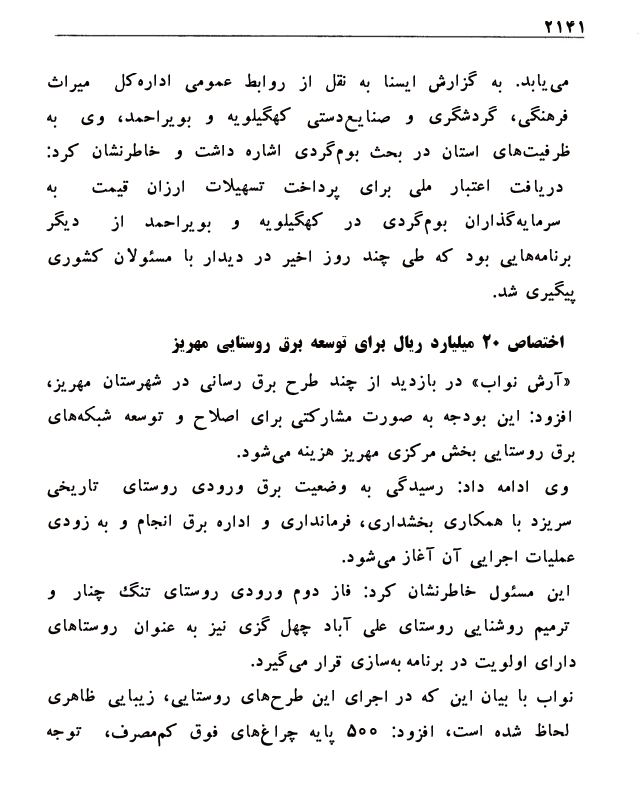 ۲۱۴۱
می‌یابد. به گزارش ایسنا به نقل از روابط عمومی اداره‌کل میراث
فرهنگی، گردشگری و صنایع‌دستی کهگیلویه و بویراحمد، وی به
ظرفیت‌های استان در بحث بوم‌گردی اشاره داشت و خاطرنشان کرد:
دریافت اعتبار ملی برای پرداخت تسهیلات ارزان قیمت به
سرمایه‌گذاران بوم‌گردی در کهگیلویه و بویراحمد از دیگر
برنامه‌هایی بود که طی چند روز اخیر در دیدار با مسئولان کشوری
پیگیری شد.
اختصاص ۲۰ میلیارد ریال برای توسعه برق روستایی مهریز
«آرش نواب» در بازدید از چند طرح برق رسانی در شهرستان مهریز،
افزود: این بودجه به صورت مشارکتی برای اصلاح و توسعه شبکه‌های
برق روستایی بخش مرکزی مهریز هزینه می‌شود.
وی ادامه داد: رسیدگی به وضعیت برق ورودی روستای تاریخی
سریزد با همکاری بخشداری، فرمانداری و اداره برق انجام و به زودی
عملیات اجرایی آن آغاز می‌شود.
این مسئول خاطرنشان کرد: فاز دوم ورودی روستای تنگ چنار و
ترمیم روشنایی روستای علی آباد چهل گزی نیز به عنوان روستاهای
دارای اولویت در برنامه به‌سازی قرار می‌گیرد.
نواب با بیان این که در اجرای این طرح‌های روستایی، زیبایی ظاهری
لحاظ شده است، افزود: ۵۰۰ پایه چراغ‌های فوق کم‌مصرف، توجه